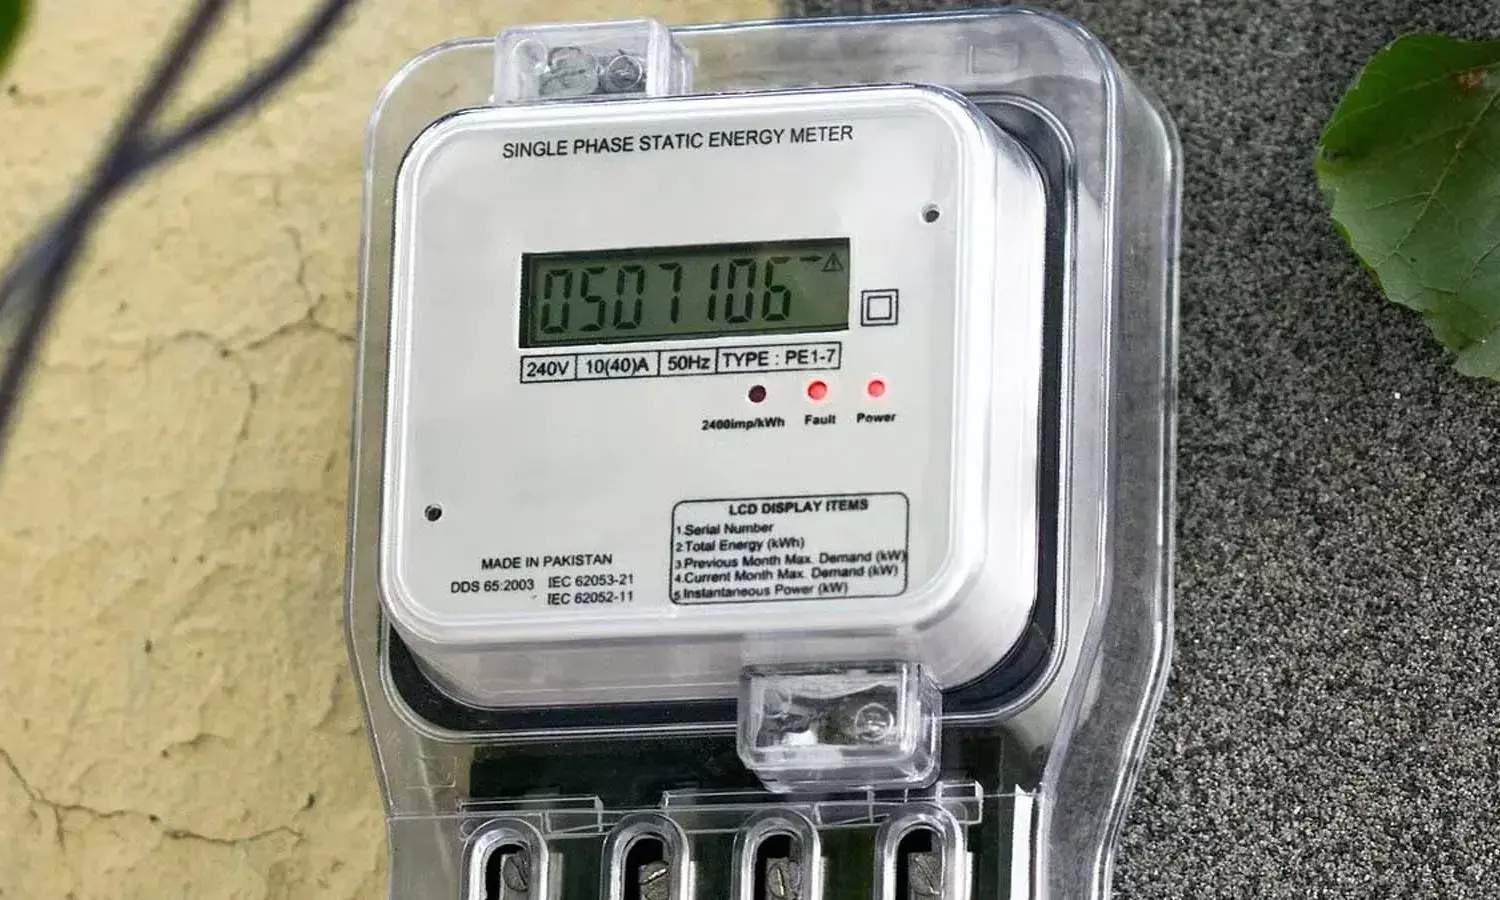 SINGLE PHASE STATIC ENERGY METER
0507106
240V 10(40)A 50Hz TYPE : PE1-7
2400imp/kWh Fault Power
LCD DISPLAY ITEMS
1.Serial Number
2.Total Energy (kWh)
3.Previous Month Max. Demand (kW)
4.Current Month Max. Demand (kW)
5.Instantaneous Power (kW)
MADE IN PAKISTAN
DDS 65:2003 IEC 62053-21
IEC 62052-11